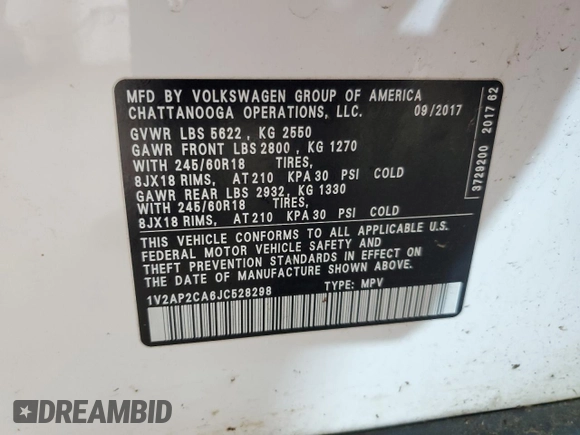 MFD BY VOLKSWAGEN GROUP OF AMERICA
CHATTANOOGA OPERATIONS, LLC. 09/2017
GVWR LBS 5622 , KG 2550
GAWR FRONT LBS 2800 , KG 1270
WITH 245/60R18 TIRES,
8JX18 RIMS, AT 210 KPA 30 PSI COLD
GAWR REAR LBS 2932, KG 1330
WITH 245/60R18 TIRES,
8JX18 RIMS, AT 210 KPA 30 PSI COLD
THIS VEHICLE CONFORMS TO ALL APPLICABLE U.S.
FEDERAL MOTOR VEHICLE SAFETY AND
THEFT PREVENTION STANDARDS IN EFFECT ON
THE DATE OF MANUFACTURE SHOWN ABOVE.
1V2AP2CA6JC528298 TYPE: MPV
3729200 2017 62
DREAMBID